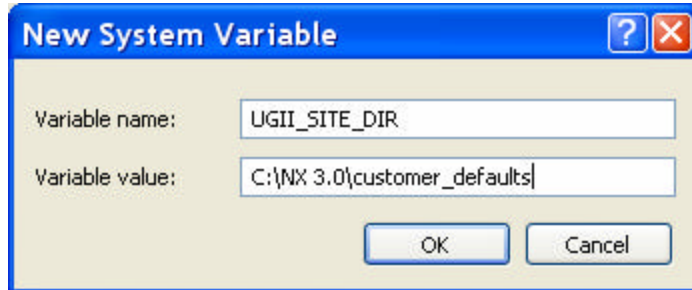 New System Variable
Variable name: UGII_SITE_DIR
Variable value: C:\NX 3.0\customer_defaults
OK Cancel